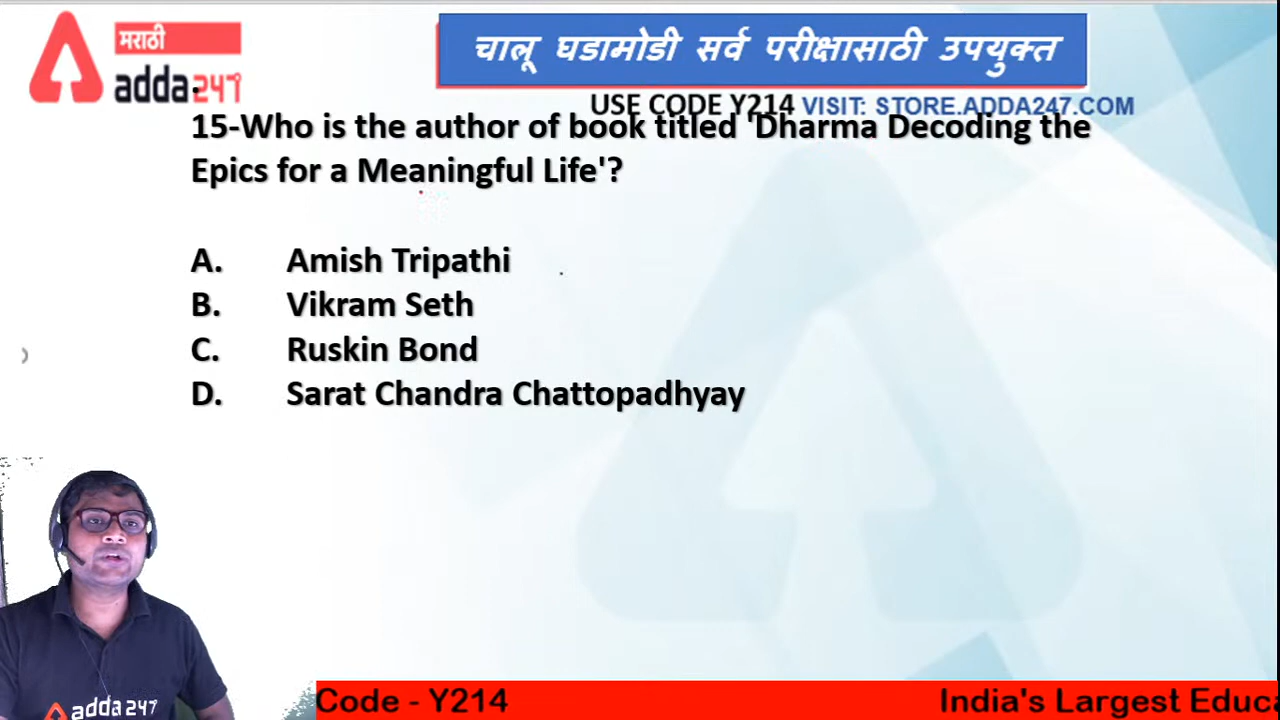 मराठी
adda247
चालू घडामोडी सर्व परीक्षासाठी उपयुक्त
USE CODE Y214 VISIT: STORE.ADDA247.COM
15-Who is the author of book titled 'Dharma Decoding the
Epics for a Meaningful Life'?
A. Amish Tripathi
B. Vikram Seth
C. Ruskin Bond
D. Sarat Chandra Chattopadhyay
adda247
Code - Y214 India's Largest Educa